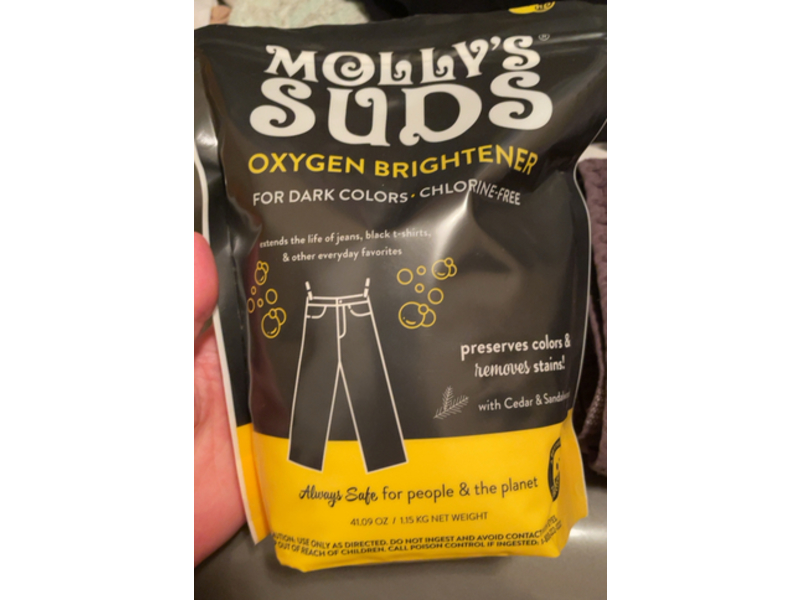 MOLLY'S®
SUDS
OXYGEN BRIGHTENER
FOR DARK COLORS • CHLORINE-FREE
extends the life of jeans, black t-shirts,
& other everyday favorites
preserves colors &
removes stains!
with Cedar &
Always Safe for people & the planet
41.09 OZ / 1.15 KG NET WEIGHT
USE ONLY AS DIRECTED. DO NOT INGEST AND AVOID CONTACT
OUT OF REACH OF CHILDREN. CALL POISON CONTROL IF INGESTED: